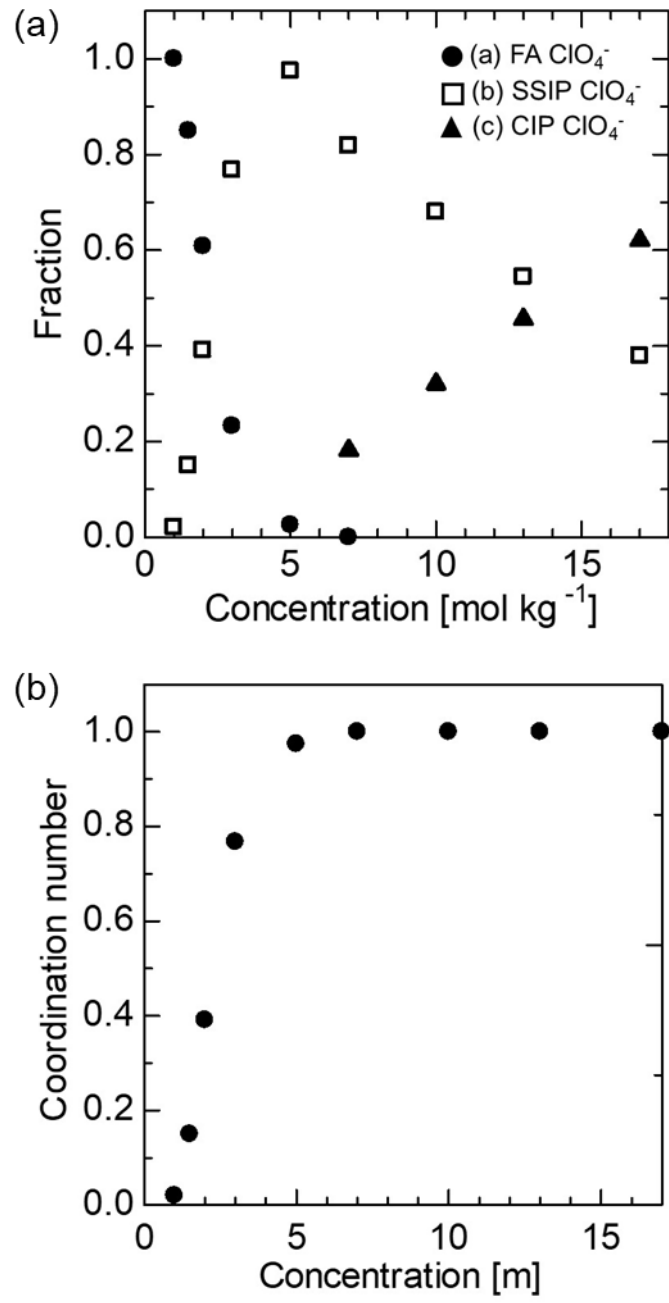 (a)
1.0
0.8
0.6
0.4
0.2
0.0
Fraction
(a) FA ClO₄⁻
(b) SSIP ClO₄⁻
(c) CIP ClO₄⁻
0 5 10 15
Concentration [mol kg ⁻¹]
(b)
1.0
0.8
0.6
0.4
0.2
0.0
Coordination number
0 5 10 15
Concentration [m]